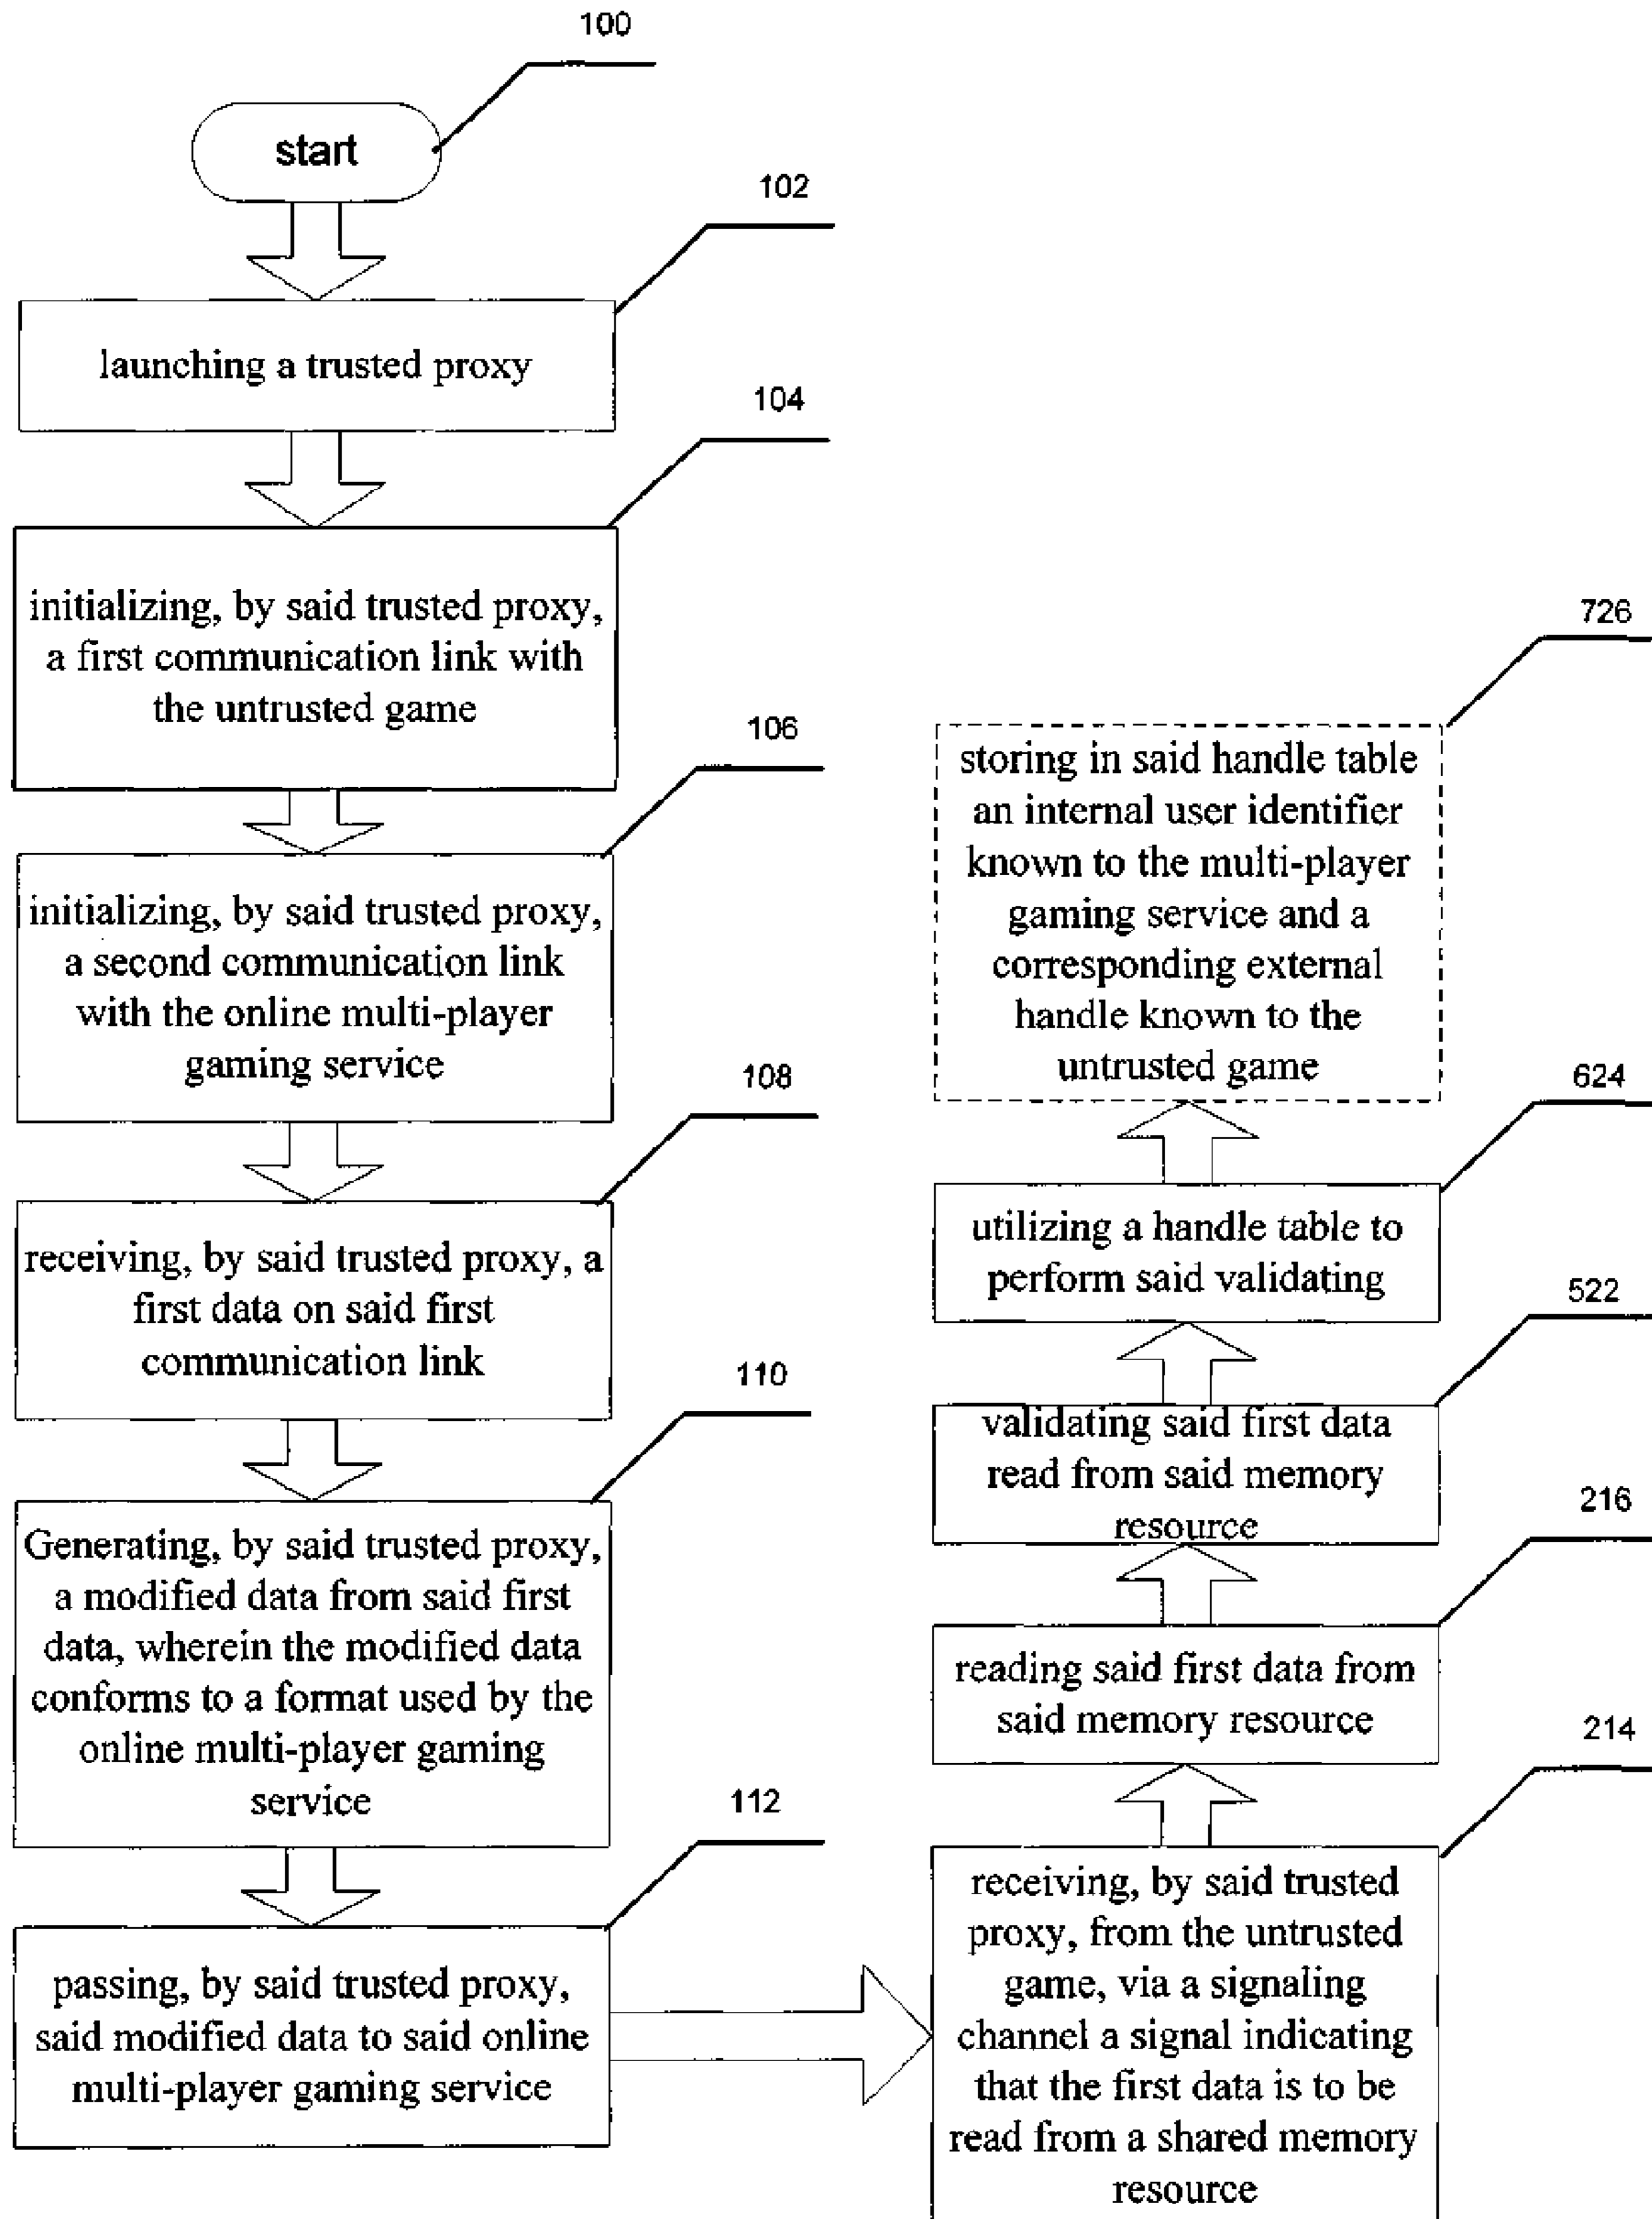 100
start
102
launching a trusted proxy
104
initializing, by said trusted proxy,
a first communication link with
the untrusted game
106
initializing, by said trusted proxy,
a second communication link
with the online multi-player
gaming service
108
receiving, by said trusted proxy, a
first data on said first
communication link
110
Generating, by said trusted proxy,
a modified data from said first
data, wherein the modified data
conforms to a format used by the
online multi-player gaming
service
112
passing, by said trusted proxy,
said modified data to said online
multi-player gaming service
214
receiving, by said trusted
proxy, from the untrusted
game, via a signaling
channel a signal indicating
that the first data is to be
read from a shared memory
resource
216
reading said first data from
said memory resource
522
validating said first data
read from said memory
resource
624
utilizing a handle table to
perform said validating
726
storing in said handle table
an internal user identifier
known to the multi-player
gaming service and a
corresponding external
handle known to the
untrusted game